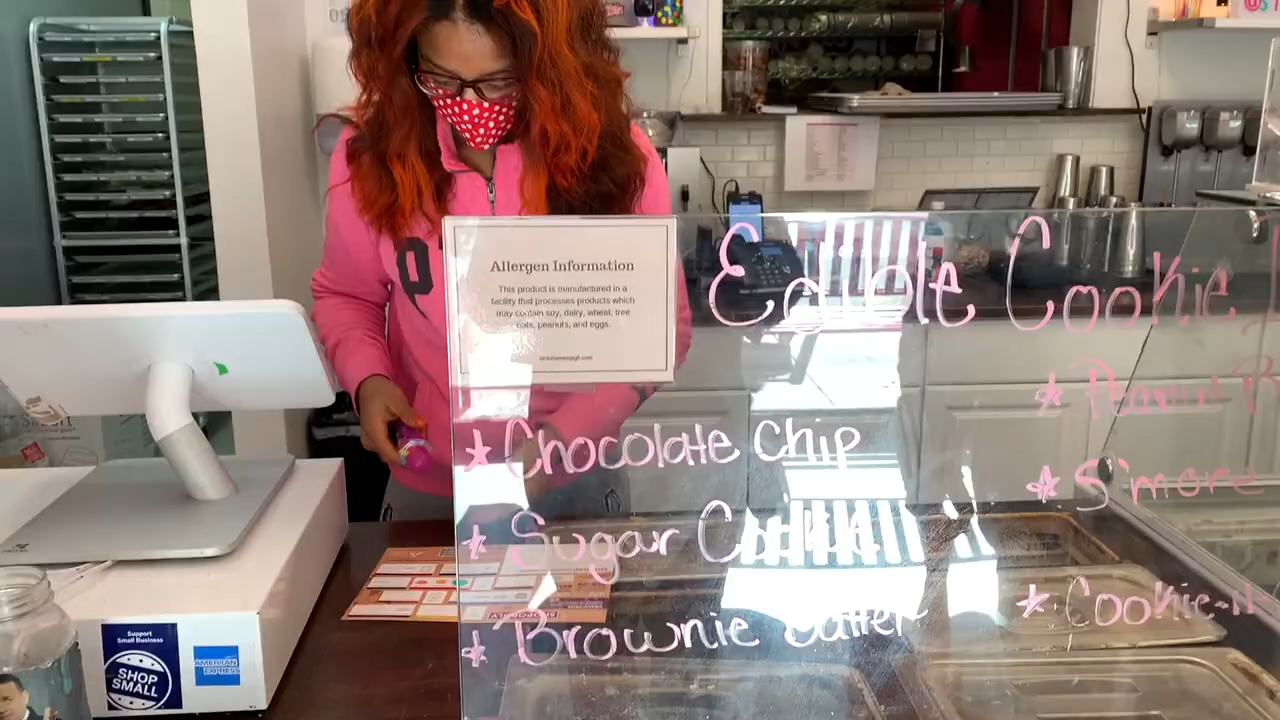 Allergen Information
This product is manufactured in a
facility that processes products which
may contain soy, dairy, wheat, tree
nuts, peanuts, and eggs.
Edible Cookie
Chocolate Chip
Sugar
Brownie Batter
Peanut
S'more
Cookie-n
Support
Small Business
SHOP
SMALL
AMERICAN
EXPRESS
SHOPOPOLY